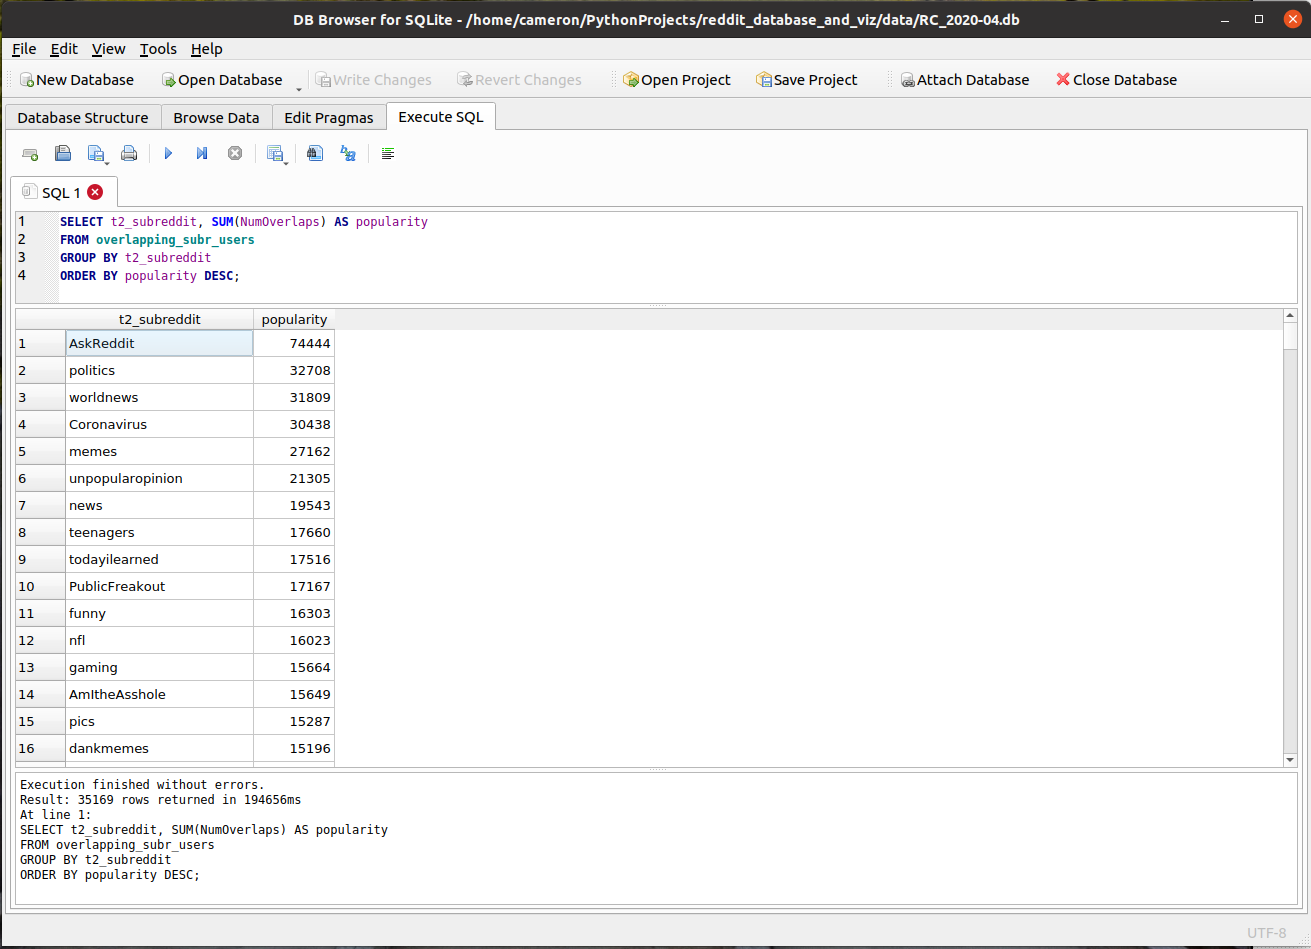 DB Browser for SQLite - /home/cameron/PythonProjects/reddit_database_and_viz/data/RC_2020-04.db
File Edit View Tools Help
New Database Open Database Write Changes Revert Changes Open Project Save Project Attach Database Close Database
Database Structure Browse Data Edit Pragmas Execute SQL
SQL 1
1 SELECT t2_subreddit, SUM(NumOverlaps) AS popularity
2 FROM overlapping_subr_users
3 GROUP BY t2_subreddit
4 ORDER BY popularity DESC;
t2_subreddit popularity
1 AskReddit 74444
2 politics 32708
3 worldnews 31809
4 Coronavirus 30438
5 memes 27162
6 unpopularopinion 21305
7 news 19543
8 teenagers 17660
9 todayilearned 17516
10 PublicFreakout 17167
11 funny 16303
12 nfl 16023
13 gaming 15664
14 AmItheAsshole 15649
15 pics 15287
16 dankmemes 15196
Execution finished without errors.
Result: 35169 rows returned in 194656ms
At line 1:
SELECT t2_subreddit, SUM(NumOverlaps) AS popularity
FROM overlapping_subr_users
GROUP BY t2_subreddit
ORDER BY popularity DESC;
UTF-8